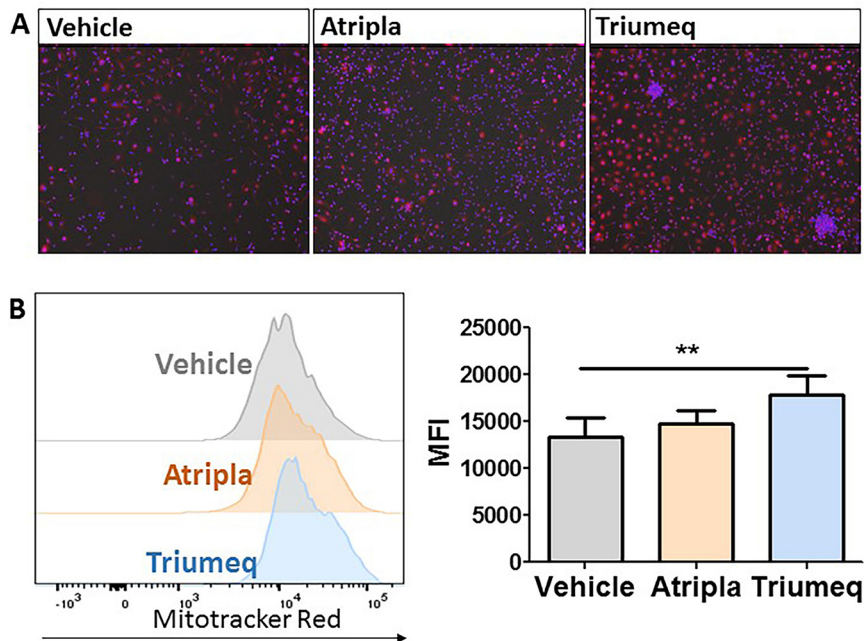 A
Vehicle
Atripla
Triumeq
B
Vehicle
Atripla
Triumeq
-10³ 0 10³ 10⁴ 10⁵
Mitotracker Red
MFI
25000
20000
15000
10000
5000
0
**
Vehicle Atripla Triumeq